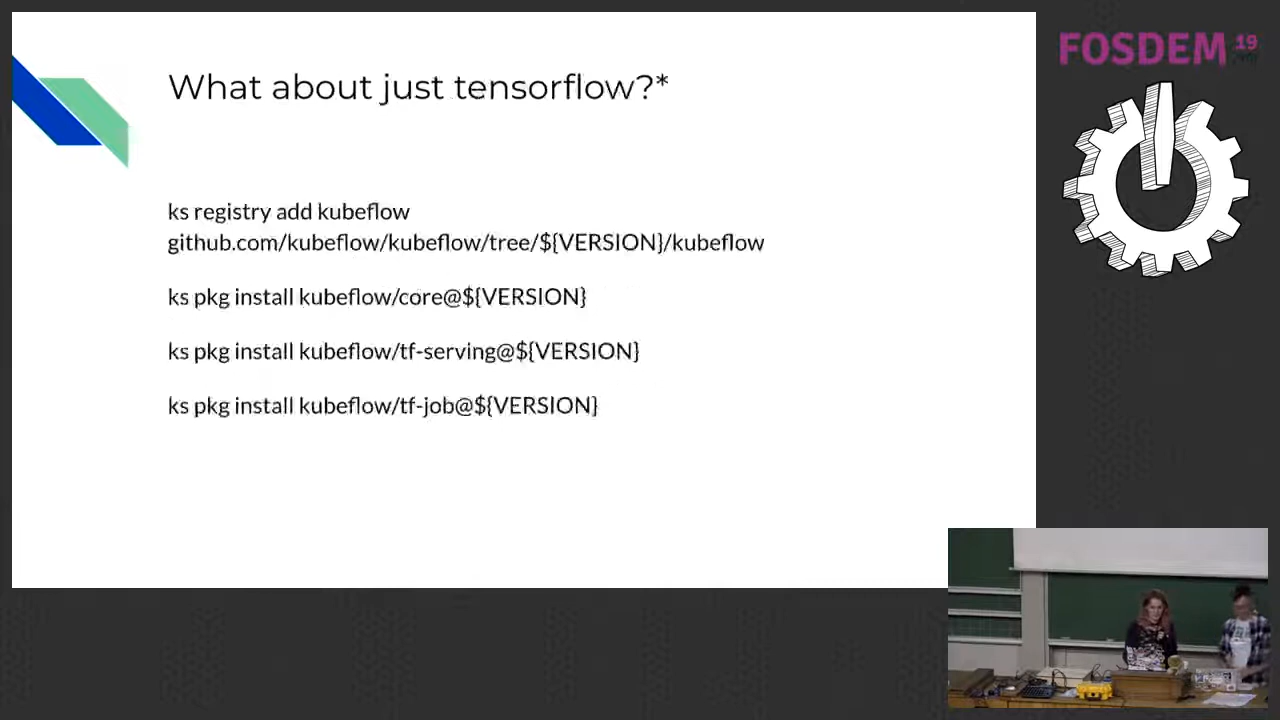 What about just tensorflow?*
ks registry add kubeflow
github.com/kubeflow/kubeflow/tree/${VERSION}/kubeflow
ks pkg install kubeflow/core@${VERSION}
ks pkg install kubeflow/tf-serving@${VERSION}
ks pkg install kubeflow/tf-job@${VERSION}
FOSDEM 19